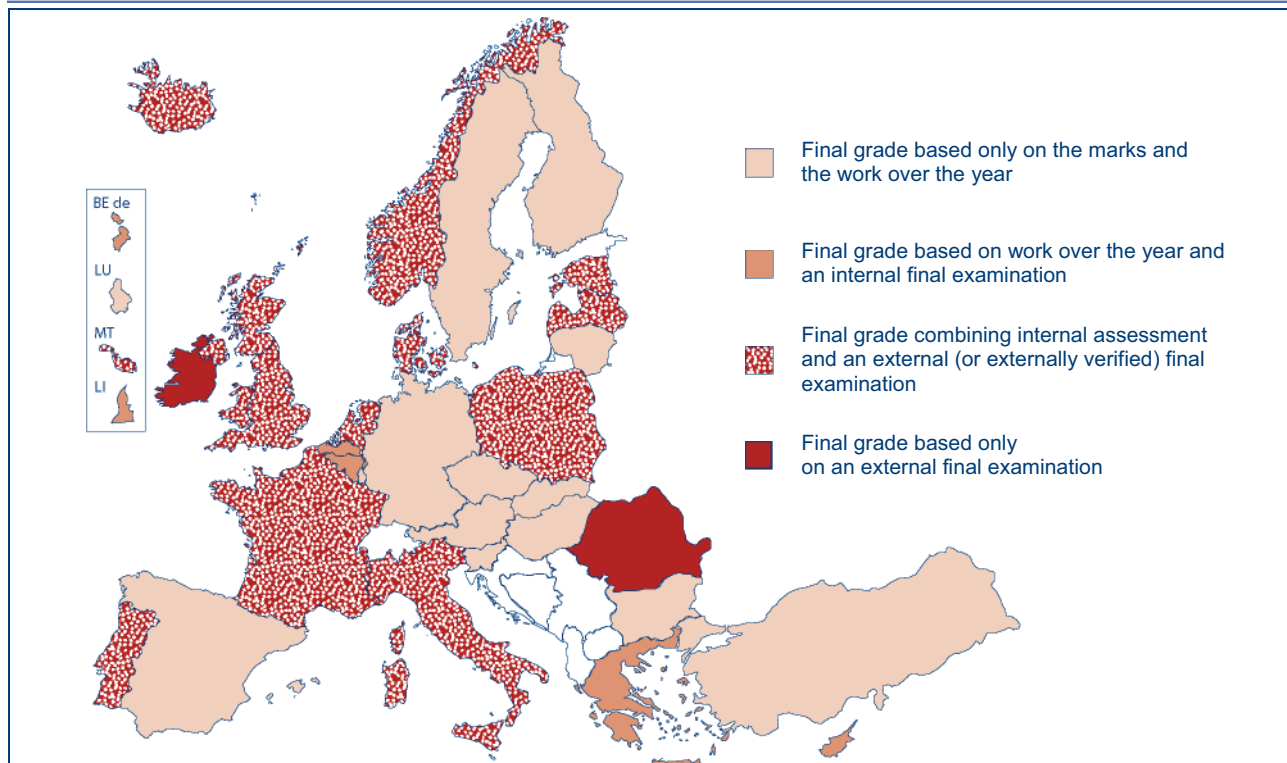 BE de
LU
MT
LI
Final grade based only on the marks and
the work over the year
Final grade based on work over the year and
an internal final examination
Final grade combining internal assessment
and an external (or externally verified) final
examination
Final grade based only
on an external final examination